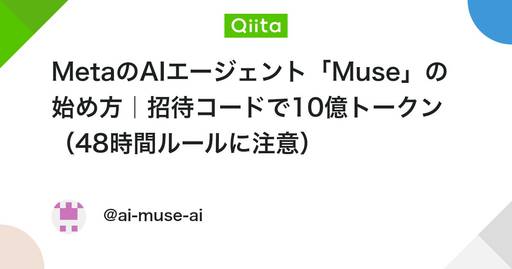 Qiita
MetaのAIエージェント「Muse」の
始め方｜招待コードで10億トークン
（48時間ルールに注意）
@ai-muse-ai